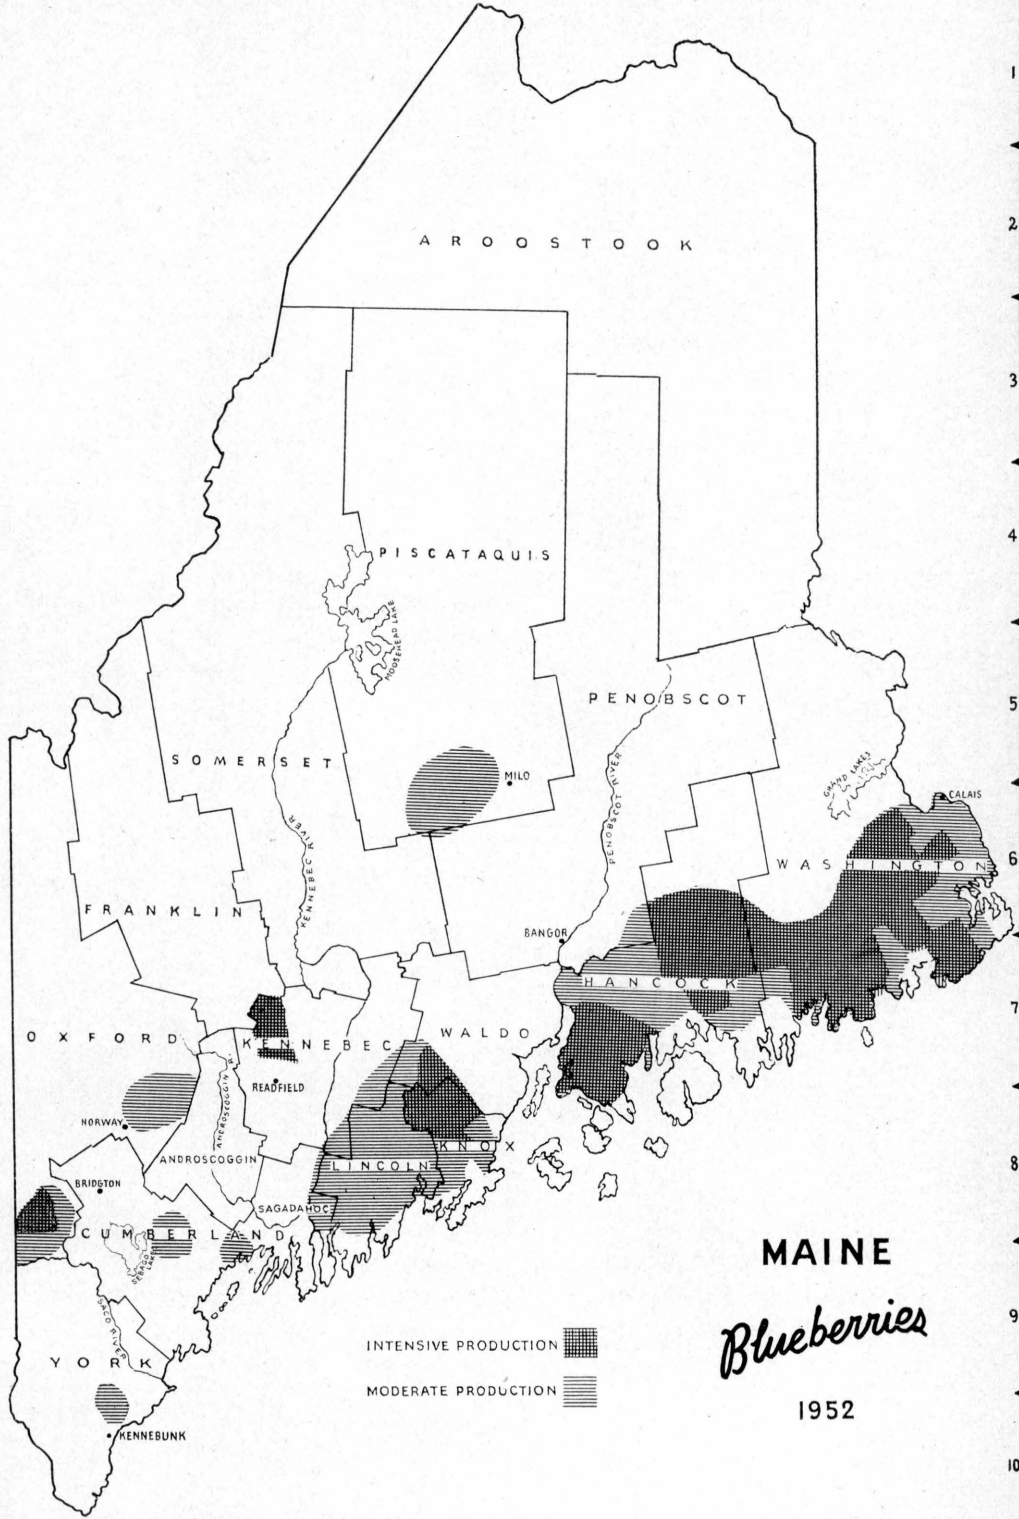 1
2
AROOSTOOK
3
4
PISCATAQUIS
MOOSEHEAD LAKE
5
PENOBSCOT
SOMERSET
MILO
PENOBSCOT RIVER
GRAND LAKES
CALAIS
KENNEBEC RIVER
6
WASHINGTON
FRANKLIN
BANGOR
HANCOCK
7
OXFORD
KENNEBEC
WALDO
READFIELD
ANDROSCOGGIN R.
NORWAY
KNOX
ANDROSCOGGIN
LINCOLN
8
BRIDGTON
SAGADAHOC
CUMBERLAND
SEBAGO
LAKE
MAINE
SACO RIVER
9
Blueberries
INTENSIVE PRODUCTION
YORK
MODERATE PRODUCTION
1952
KENNEBUNK
10